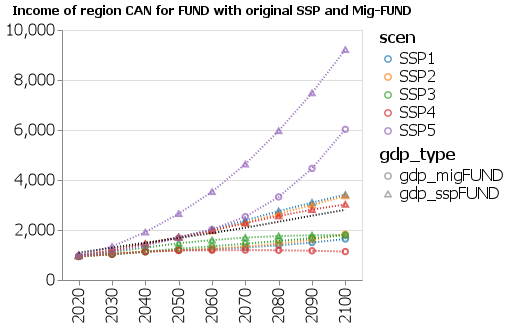 Income of region CAN for FUND with original SSP and Mig-FUND
10,000
8,000
6,000
4,000
2,000
0
2020
2030
2040
2050
2060
2070
2080
2090
2100
scen
SSP1
SSP2
SSP3
SSP4
SSP5
gdp_type
gdp_migFUND
gdp_sspFUND